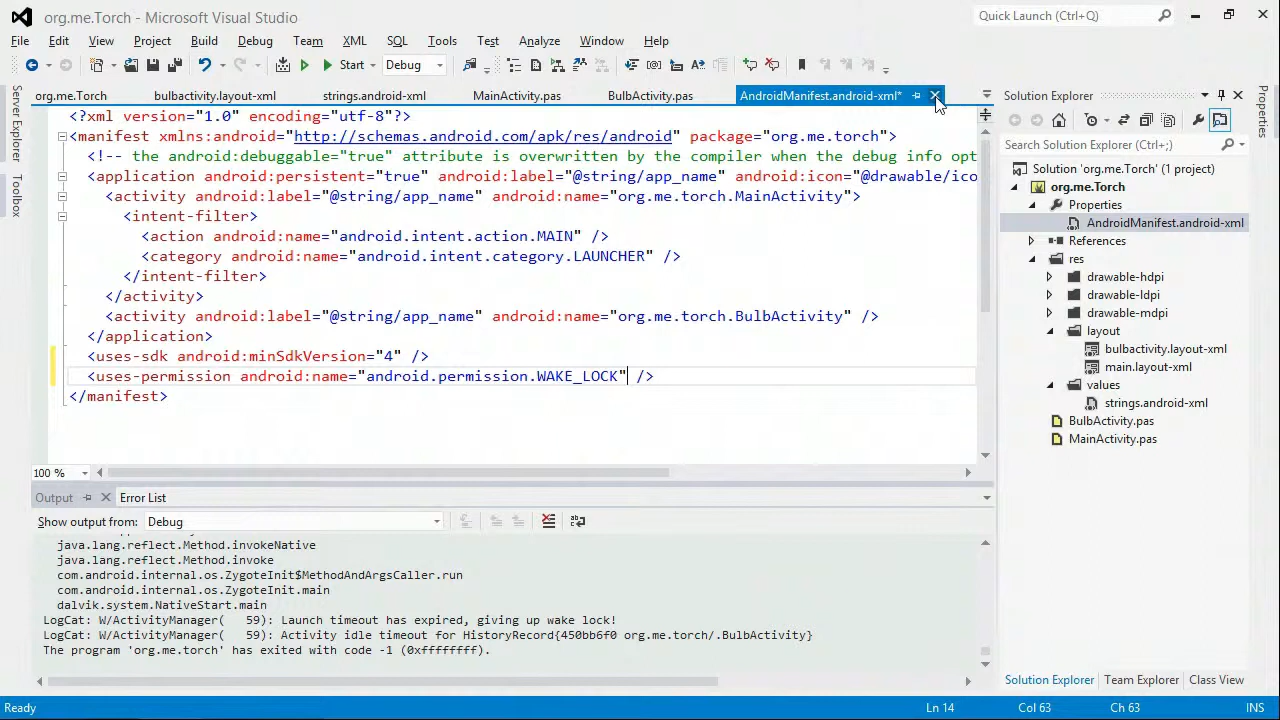 org.me.Torch - Microsoft Visual Studio
Quick Launch (Ctrl+Q)
File Edit View Project Build Debug Team XML SQL Tools Test Analyze Window Help
Start Debug
Server Explorer
Toolbox
org.me.Torch bulbactivity.layout-xml strings.android-xml MainActivity.pas BulbActivity.pas AndroidManifest.android-xml*
<?xml version="1.0" encoding="utf-8"?>
<manifest xmlns:android="http://schemas.android.com/apk/res/android" package="org.me.torch">
<!-- the android:debuggable="true" attribute is overwritten by the compiler when the debug info opt
<application android:persistent="true" android:label="@string/app_name" android:icon="@drawable/ico
<activity android:label="@string/app_name" android:name="org.me.torch.MainActivity">
<intent-filter>
<action android:name="android.intent.action.MAIN" />
<category android:name="android.intent.category.LAUNCHER" />
</intent-filter>
</activity>
<activity android:label="@string/app_name" android:name="org.me.torch.BulbActivity" />
</application>
<uses-sdk android:minSdkVersion="4" />
<uses-permission android:name="android.permission.WAKE_LOCK" />
</manifest>
100 %
Output Error List
Show output from: Debug
java.lang.reflect.Method.invokeNative
java.lang.reflect.Method.invoke
com.android.internal.os.ZygoteInit$MethodAndArgsCaller.run
com.android.internal.os.ZygoteInit.main
dalvik.system.NativeStart.main
LogCat: W/ActivityManager( 59): Launch timeout has expired, giving up wake lock!
LogCat: W/ActivityManager( 59): Activity idle timeout for HistoryRecord{450bb6f0 org.me.torch/.BulbActivity}
The program 'org.me.torch' has exited with code -1 (0xffffffff).
Solution Explorer
Search Solution Explorer (Ctrl+;)
Solution 'org.me.Torch' (1 project)
org.me.Torch
Properties
AndroidManifest.android-xml
References
res
drawable-hdpi
drawable-ldpi
drawable-mdpi
layout
bulbactivity.layout-xml
main.layout-xml
values
strings.android-xml
BulbActivity.pas
MainActivity.pas
Solution Explorer Team Explorer Class View
Properties
Ready Ln 14 Col 63 Ch 63 INS